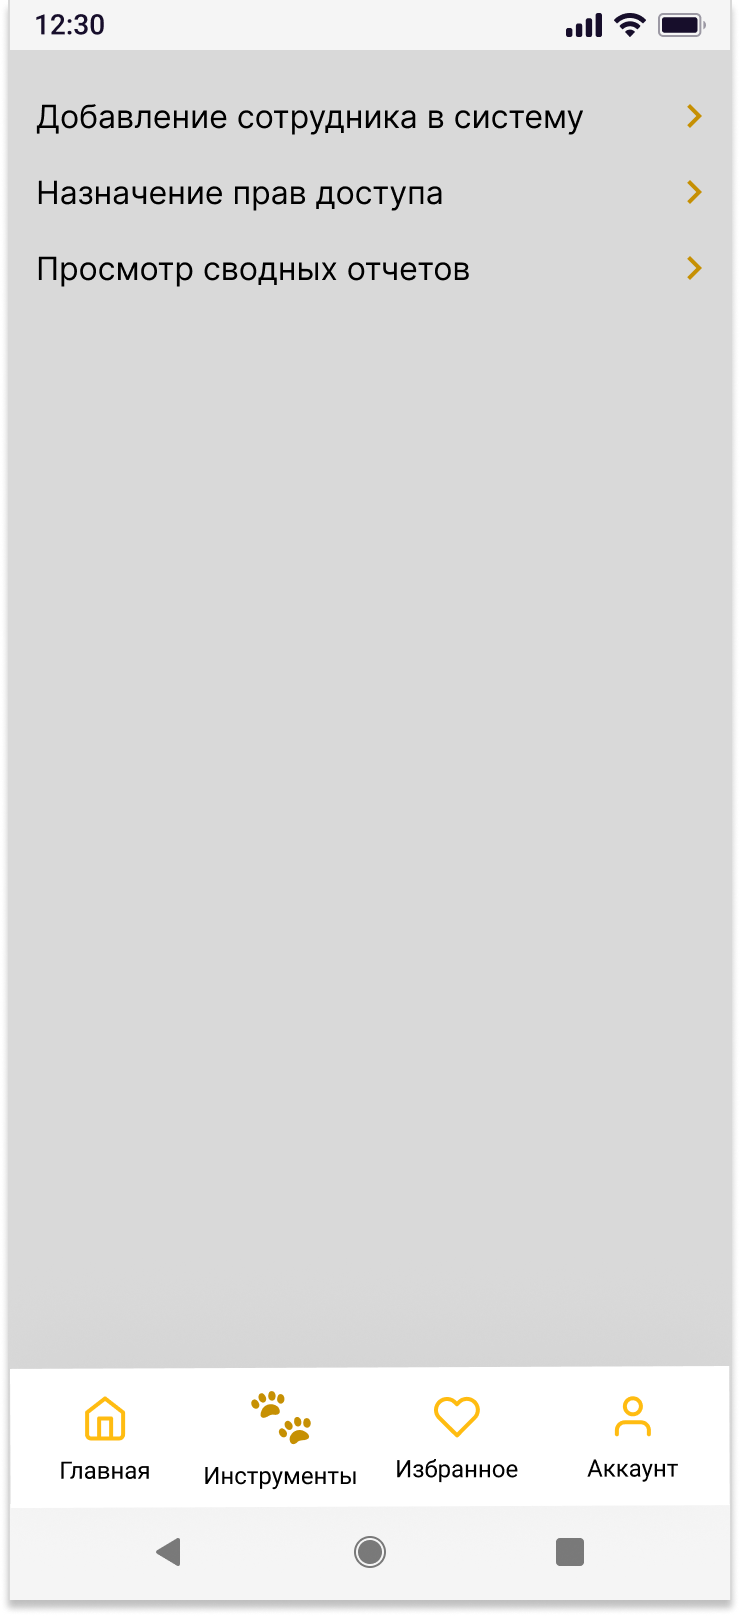 12:30
Добавление сотрудника в систему
Назначение прав доступа
Просмотр сводных отчетов
Главная
Инструменты
Избранное
Аккаунт